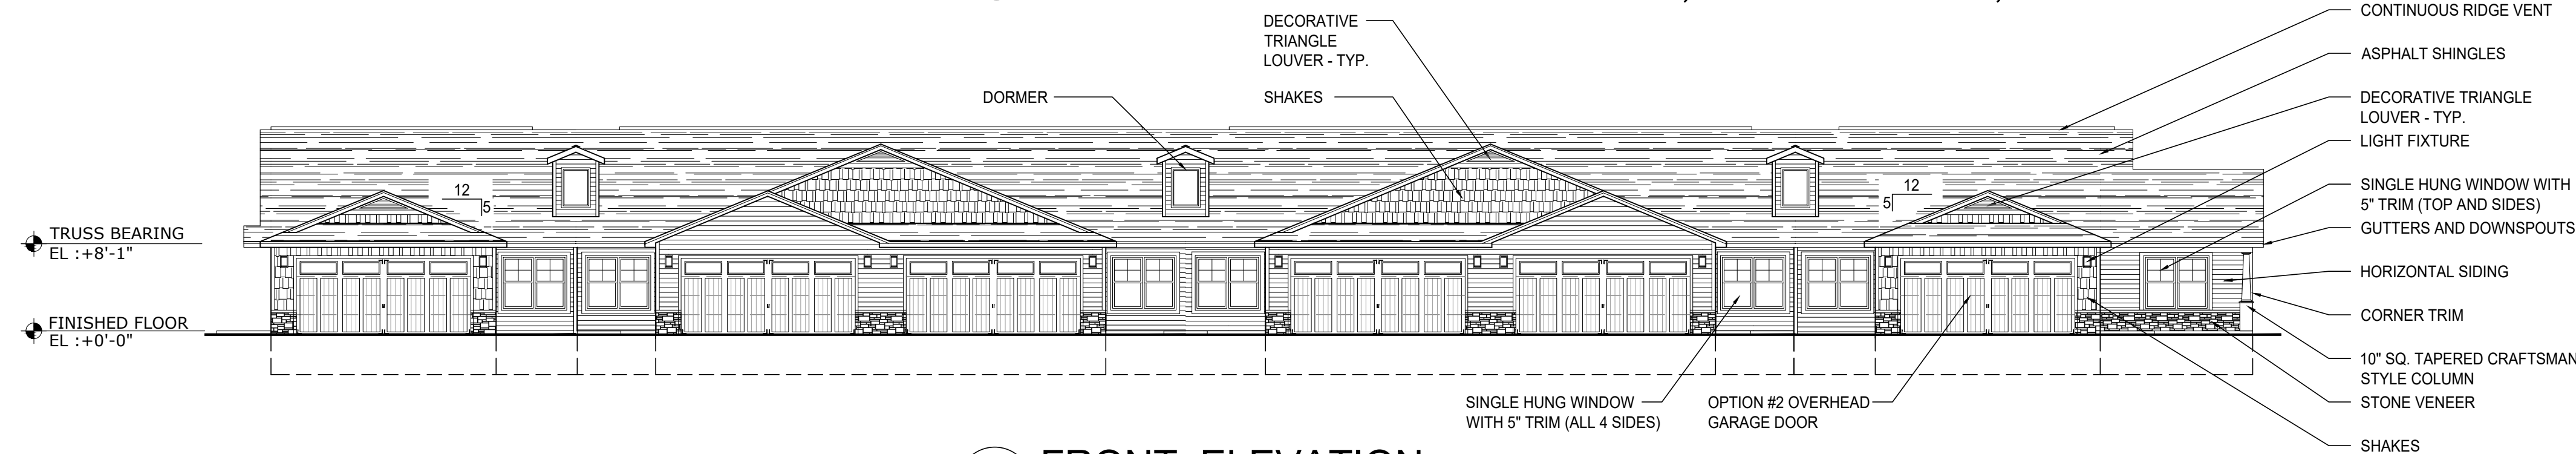 DECORATIVE
TRIANGLE
LOUVER - TYP.
DORMER
SHAKES
CONTINUOUS RIDGE VENT
ASPHALT SHINGLES
DECORATIVE TRIANGLE
LOUVER - TYP.
LIGHT FIXTURE
SINGLE HUNG WINDOW WITH
5" TRIM (TOP AND SIDES)
GUTTERS AND DOWNSPOUTS
HORIZONTAL SIDING
CORNER TRIM
10" SQ. TAPERED CRAFTSMAN
STYLE COLUMN
STONE VENEER
SHAKES
12
5
12
5
TRUSS BEARING
EL :+8'-1"
FINISHED FLOOR
EL :+0'-0"
SINGLE HUNG WINDOW
WITH 5" TRIM (ALL 4 SIDES)
OPTION #2 OVERHEAD
GARAGE DOOR
FRONT ELEVATION